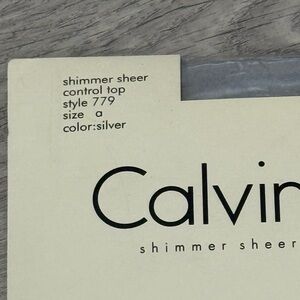 shimmer sheer
control top
style 779
size a
color:silver
Calvin
shimmer sheer